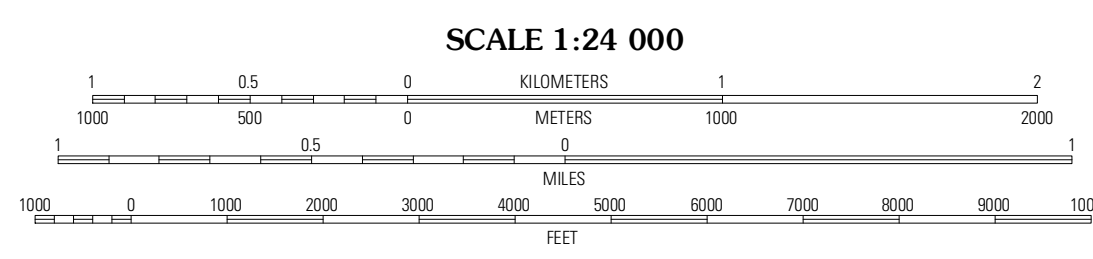 SCALE 1:24 000
1 0.5 0 KILOMETERS 1 2
1000 500 0 METERS 1000 2000
1 0.5 0 1
MILES
1000 0 1000 2000 3000 4000 5000 6000 7000 8000 9000 100
FEET